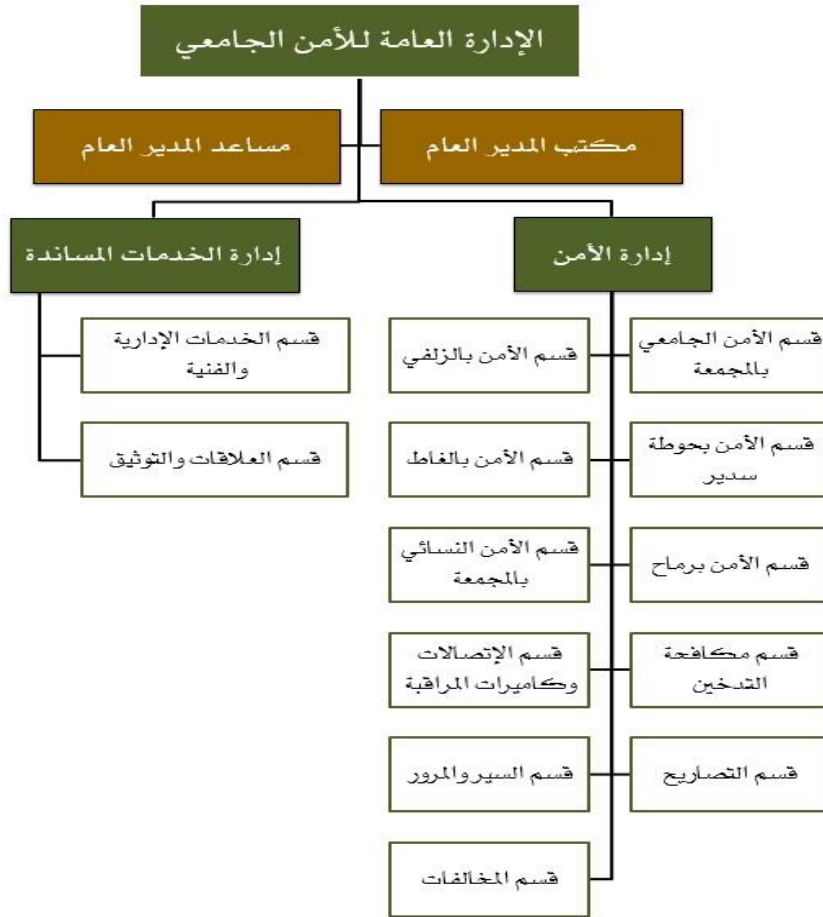 الإدارة العامة للأمن الجامعي
مكتب المدير العام
مساعد المدير العام
إدارة الأمن
إدارة الخدمات المساندة
قسم الأمن الجامعي
بالمجمعة
قسم الأمن بالزلفي
قسم الخدمات الإدارية
والفنية
قسم الأمن بحوطة
سدير
قسم الأمن بالغاط
قسم العلاقات والتوثيق
قسم الأمن برماح
قسم الأمن النسائي
بالمجمعة
قسم مكافحة
التدخين
قسم الإتصالات
وكاميرات المراقبة
قسم التصاريح
قسم السير والمرور
قسم المخالفات